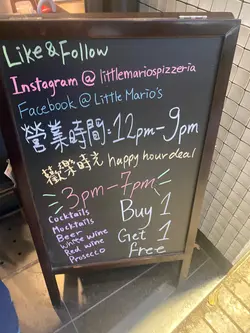 Like & Follow
Instagram @ littlemariospizzeria
Facebook @ Little Mario's
營業時間:12pm-9pm
歡樂時光 happy hour deal
3pm-7pm
Cocktails
Mocktails
Beer
White wine
Red wine
Prosecco
Buy 1
Get 1
free